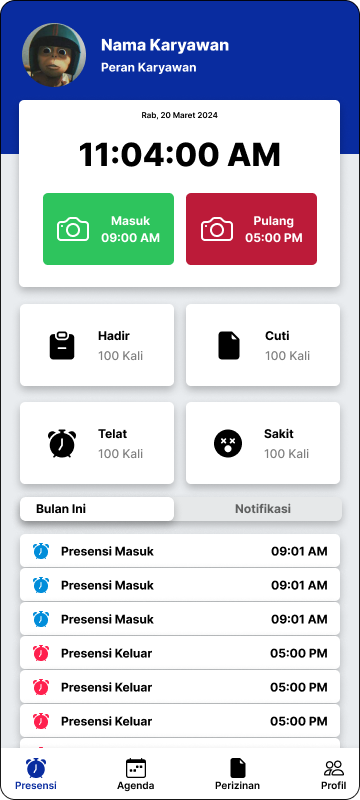 Nama Karyawan
Peran Karyawan
Rab, 20 Maret 2024
11:04:00 AM
Masuk
09:00 AM
Pulang
05:00 PM
Hadir
100 Kali
Cuti
100 Kali
Telat
100 Kali
Sakit
100 Kali
Bulan Ini
Notifikasi
Presensi Masuk 09:01 AM
Presensi Masuk 09:01 AM
Presensi Masuk 09:01 AM
Presensi Keluar 05:00 PM
Presensi Keluar 05:00 PM
Presensi Keluar 05:00 PM
Presensi
Agenda
Perizinan
Profil